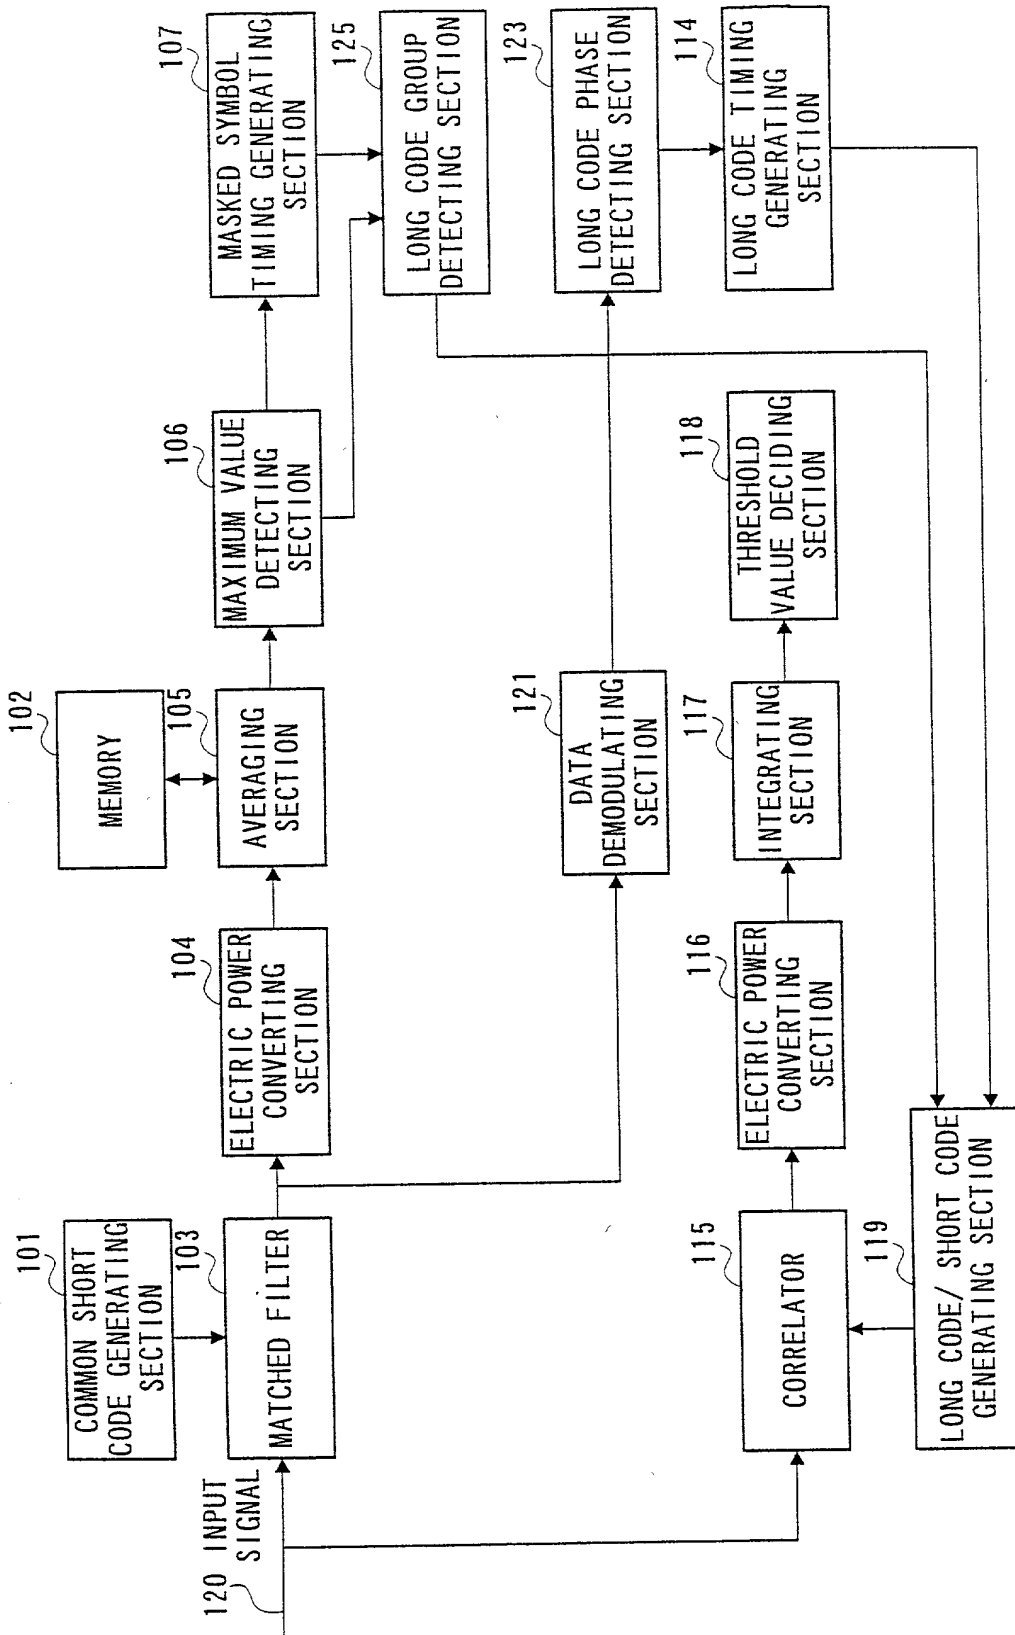 120 INPUT
SIGNAL
101
COMMON SHORT
CODE GENERATING
SECTION
103
MATCHED FILTER
104
ELECTRIC POWER
CONVERTING
SECTION
102
MEMORY
105
AVERAGING
SECTION
106
MAXIMUM VALUE
DETECTING
SECTION
107
MASKED SYMBOL
TIMING GENERATING
SECTION
125
LONG CODE GROUP
DETECTING SECTION
121
DATA
DEMODULATING
SECTION
123
LONG CODE PHASE
DETECTING SECTION
114
LONG CODE TIMING
GENERATING
SECTION
115
CORRELATOR
116
ELECTRIC POWER
CONVERTING
SECTION
117
INTEGRATING
SECTION
118
THRESHOLD
VALUE DECIDING
SECTION
119
LONG CODE/ SHORT CODE
GENERATING SECTION